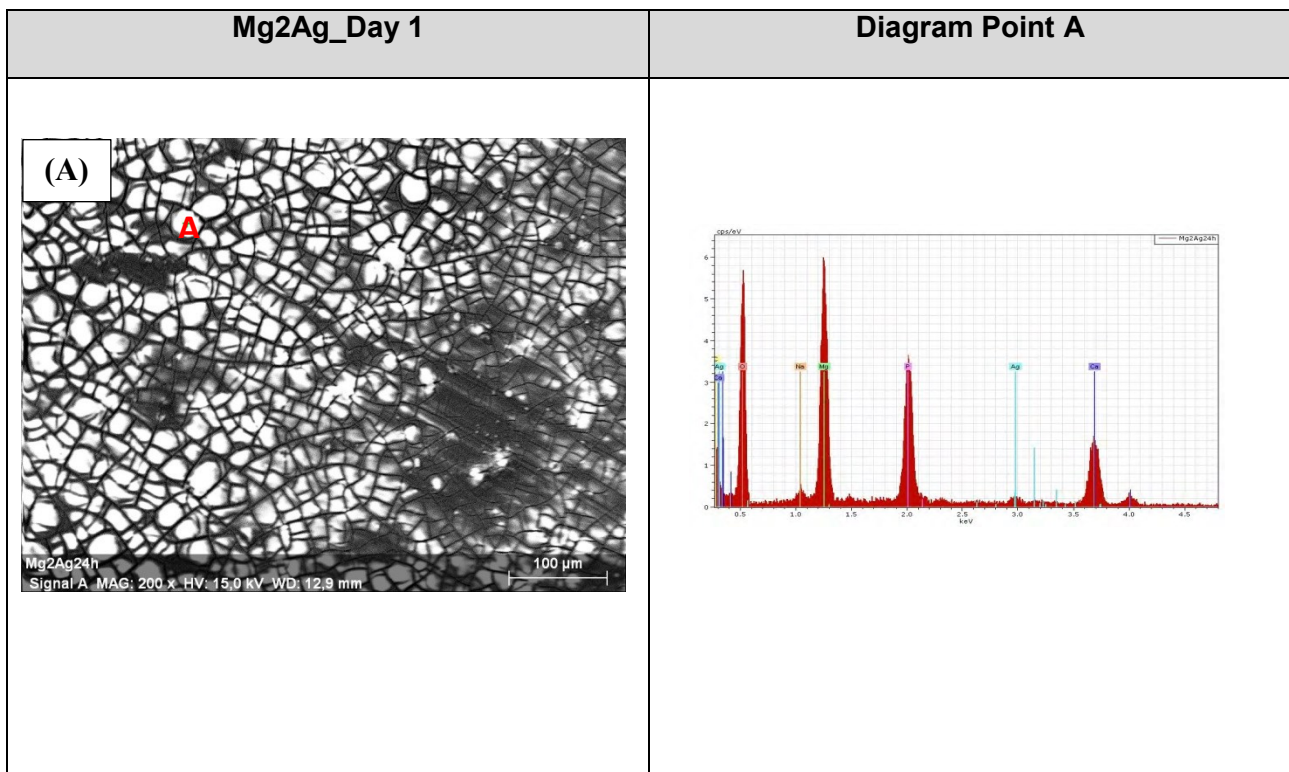 Mg2Ag_Day 1
Diagram Point A
(A)
A
Mg2Ag24h
Signal A MAG: 200 x HV: 15,0 kV WD: 12,9 mm
100 µm
cps/eV
Mg2Ag24h
6
5
4
3
2
1
0
Ag
Ca
O
Na
Mg
P
Ag
Ca
0.5 1.0 1.5 2.0 2.5 3.0 3.5 4.0 4.5
keV